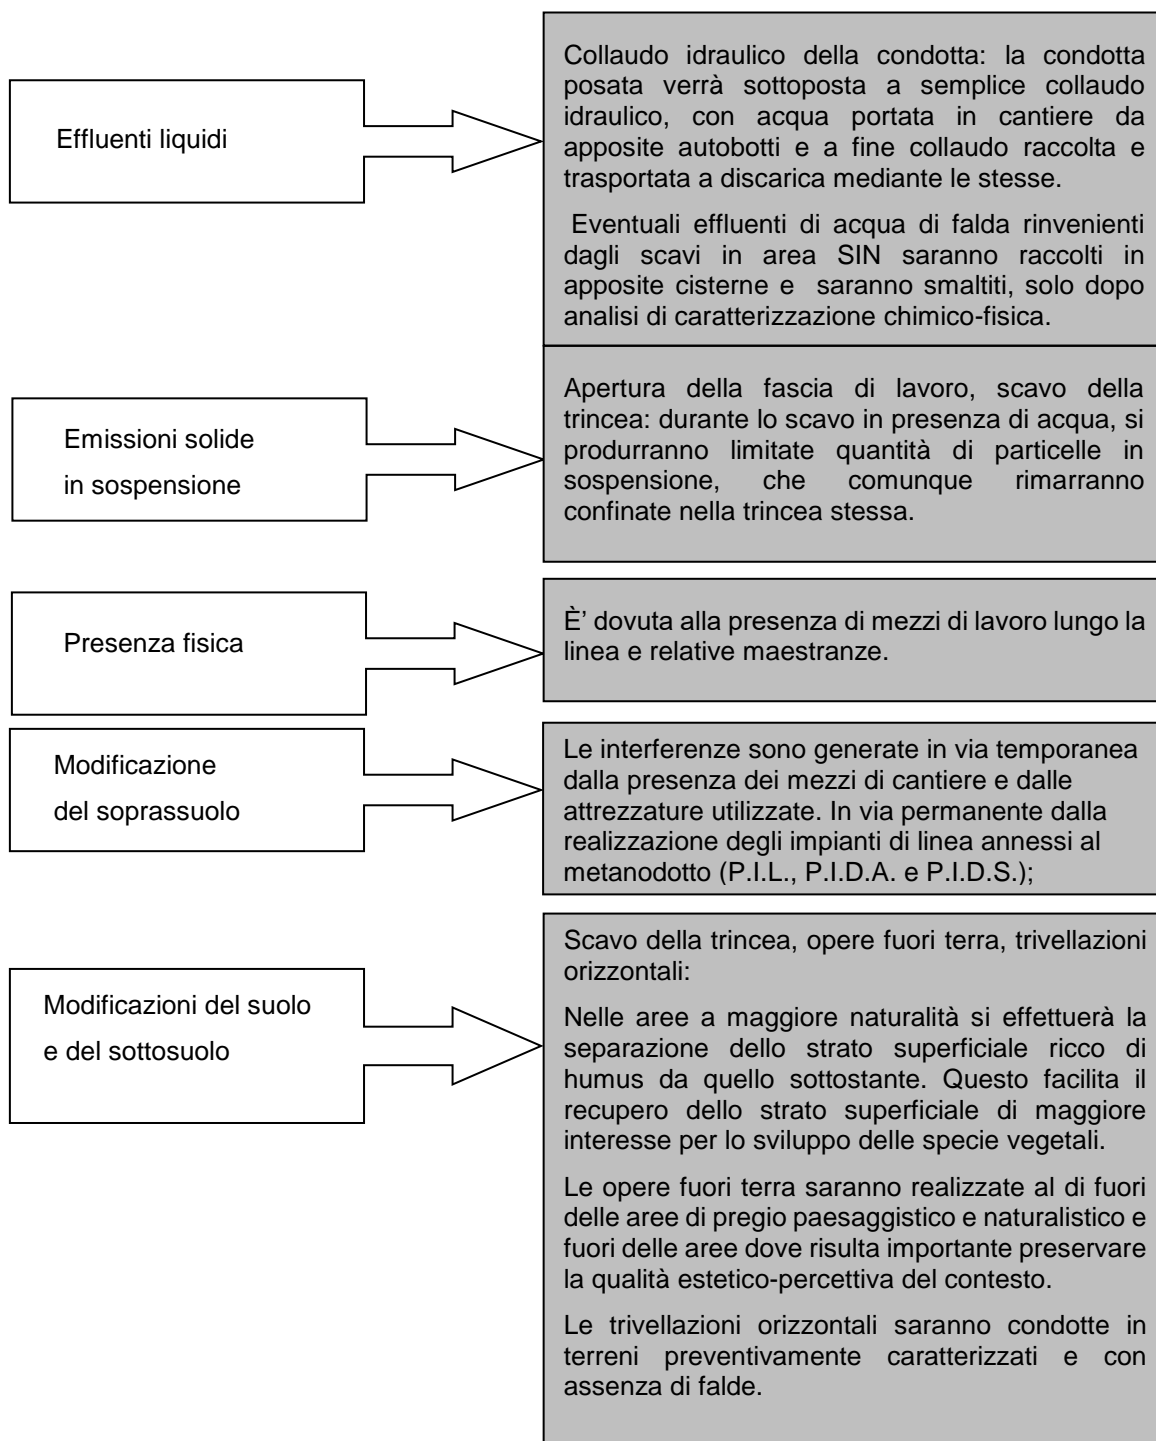 Effluenti liquidi
Collaudo idraulico della condotta: la condotta
posata verrà sottoposta a semplice collaudo
idraulico, con acqua portata in cantiere da
apposite autobotti e a fine collaudo raccolta e
trasportata a discarica mediante le stesse.
Eventuali effluenti di acqua di falda rinvenienti
dagli scavi in area SIN saranno raccolti in
apposite cisterne e saranno smaltiti, solo dopo
analisi di caratterizzazione chimico-fisica.
Emissioni solide
in sospensione
Apertura della fascia di lavoro, scavo della
trincea: durante lo scavo in presenza di acqua, si
produrranno limitate quantità di particelle in
sospensione, che comunque rimarranno
confinate nella trincea stessa.
Presenza fisica
È' dovuta alla presenza di mezzi di lavoro lungo la
linea e relative maestranze.
Modificazione
del soprassuolo
Le interferenze sono generate in via temporanea
dalla presenza dei mezzi di cantiere e dalle
attrezzature utilizzate. In via permanente dalla
realizzazione degli impianti di linea annessi al
metanodotto (P.I.L., P.I.D.A. e P.I.D.S.);
Modificazioni del suolo
e del sottosuolo
Scavo della trincea, opere fuori terra, trivellazioni
orizzontali:
Nelle aree a maggiore naturalità si effettuerà la
separazione dello strato superficiale ricco di
humus da quello sottostante. Questo facilita il
recupero dello strato superficiale di maggiore
interesse per lo sviluppo delle specie vegetali.
Le opere fuori terra saranno realizzate al di fuori
delle aree di pregio paesaggistico e naturalistico e
fuori delle aree dove risulta importante preservare
la qualità estetico-percettiva del contesto.
Le trivellazioni orizzontali saranno condotte in
terreni preventivamente caratterizzati e con
assenza di falde.